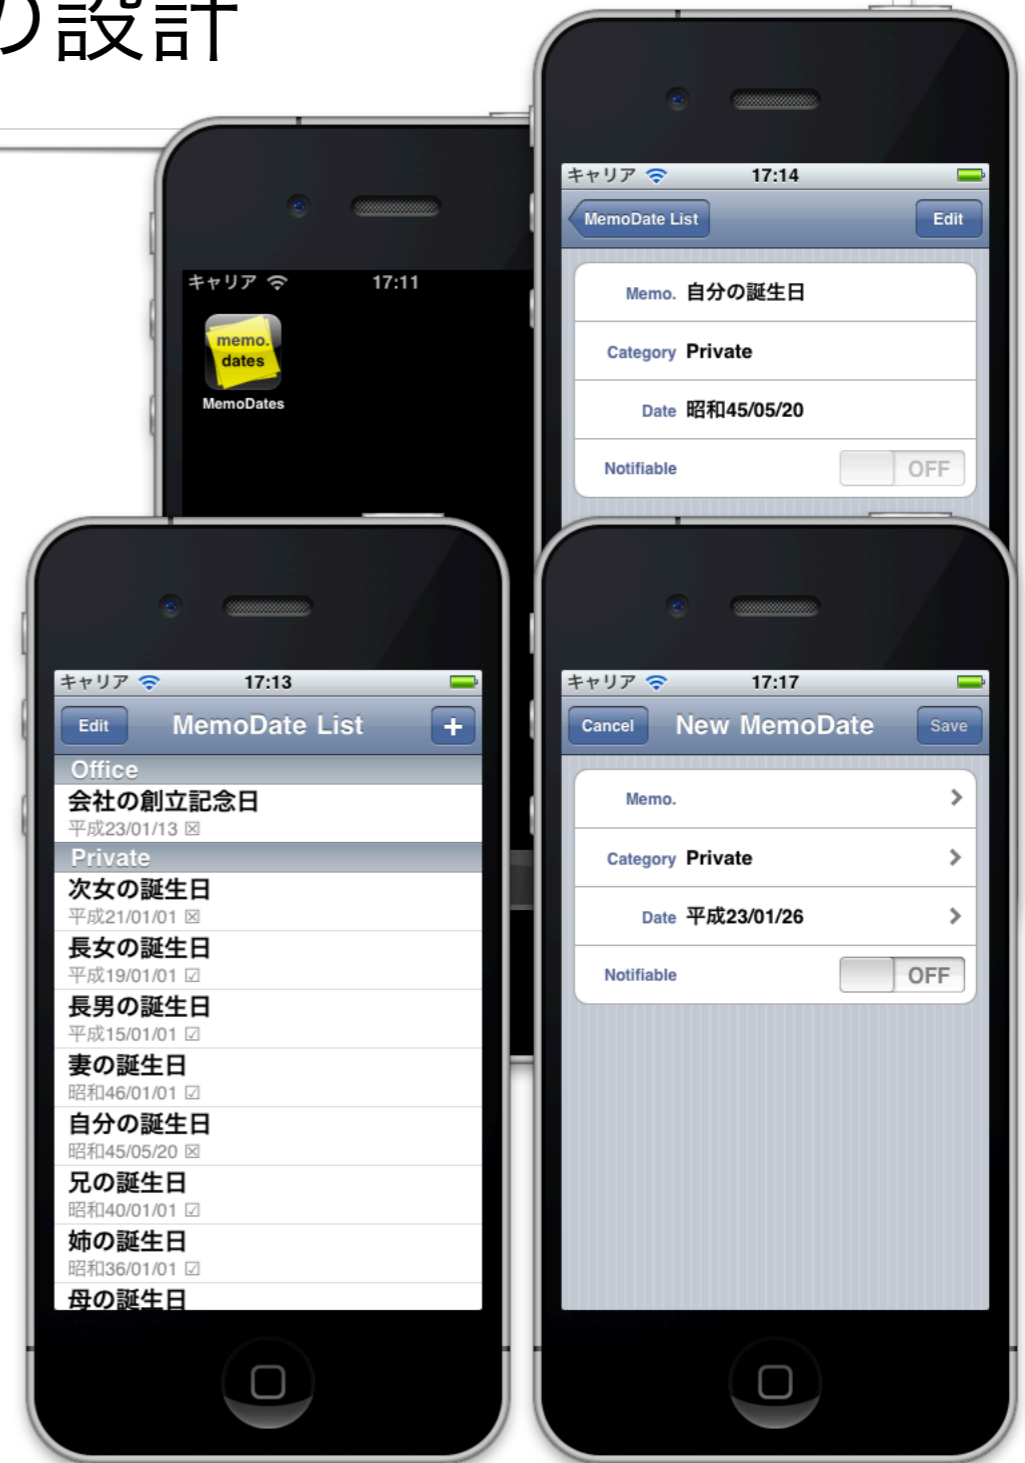 の設計
キャリア 17:11
memo.
dates
MemoDates
キャリア 17:14
MemoDate List Edit
Memo. 自分の誕生日
Category Private
Date 昭和45/05/20
Notifiable OFF
キャリア 17:13
Edit MemoDate List +
Office
会社の創立記念日
平成23/01/13 ☒
Private
次女の誕生日
平成21/01/01 ☒
長女の誕生日
平成19/01/01 ☑
長男の誕生日
平成15/01/01 ☑
妻の誕生日
昭和46/01/01 ☑
自分の誕生日
昭和45/05/20 ☒
兄の誕生日
昭和40/01/01 ☑
姉の誕生日
昭和36/01/01 ☑
母の誕生日
キャリア 17:17
Cancel New MemoDate Save
Memo.
Category Private
Date 平成23/01/26
Notifiable OFF